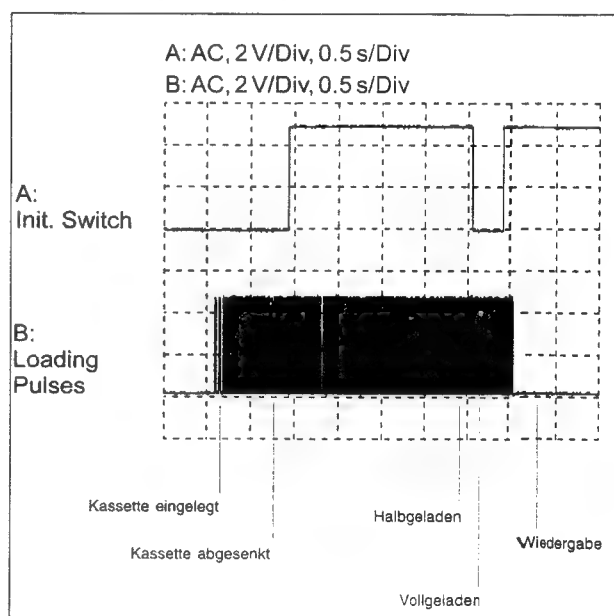 A: AC, 2 V/Div, 0.5 s/Div
B: AC, 2 V/Div, 0.5 s/Div
A:
Init. Switch
B:
Loading
Pulses
Kassette eingelegt
Halbgeladen
Kassette abgesenkt
Wiedergabe
Vollgeladen